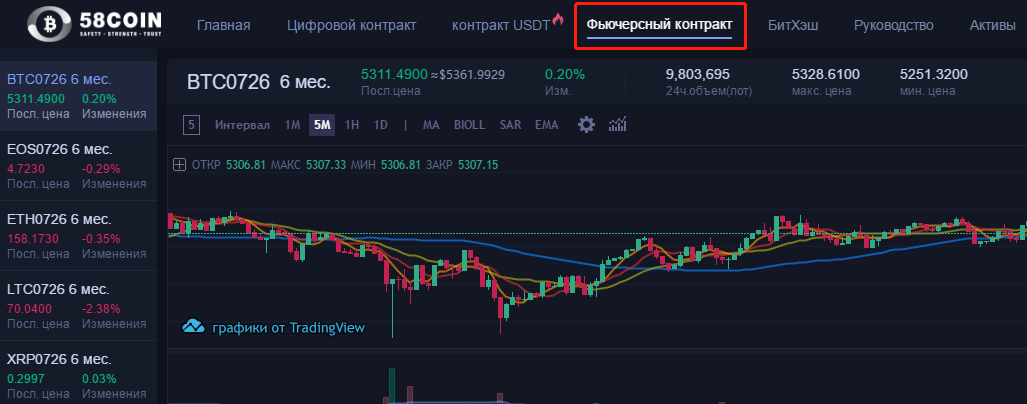 58COIN
SAFETY · STRENGTH · TRUST
Главная Цифровой контракт контракт USDT Фьючерсный контракт БитХэш Руководство Активы
BTC0726 6 мес.
5311.4900 0.20%
Посл. цена Изменения
EOS0726 6 мес.
4.7230 -0.29%
Посл. цена Изменения
ETH0726 6 мес.
158.1730 -0.35%
Посл. цена Изменения
LTC0726 6 мес.
70.0400 -2.38%
Посл. цена Изменения
XRP0726 6 мес.
0.2997 0.03%
Посл. цена Изменения
BTC0726 6 мес.
5311.4900 ≈$5361.9929 0.20% 9,803,695 5328.6100 5251.3200
Посл.цена Изм. 24ч.объем(лот) макс. цена мин. цена
5 Интервал 1M 5M 1H 1D | MA BIOLL SAR EMA
ОТКР 5306.81 МАКС 5307.33 МИН 5306.81 ЗАКР 5307.15
графики от TradingView